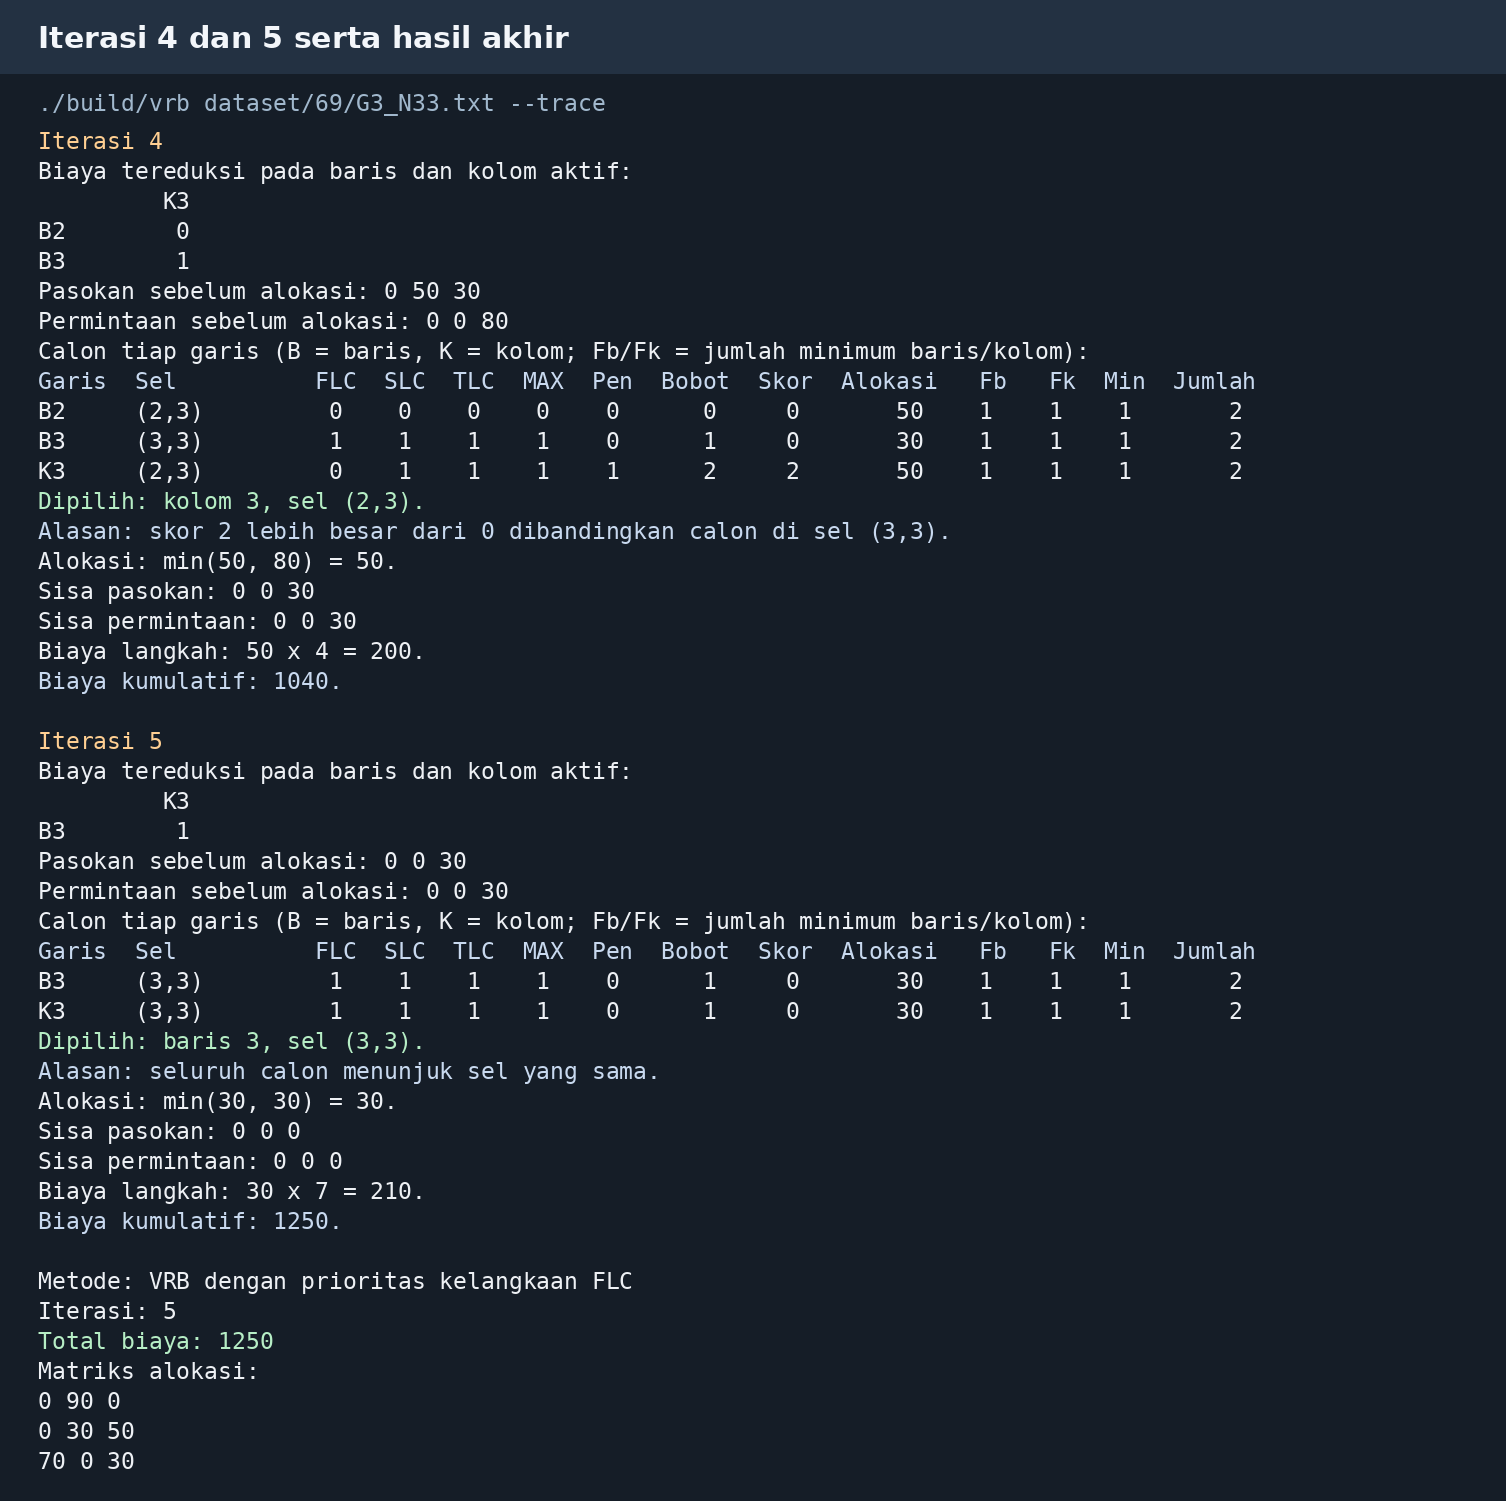 Iterasi 4 dan 5 serta hasil akhir
./build/vrb dataset/69/G3_N33.txt --trace
Iterasi 4
Biaya tereduksi pada baris dan kolom aktif:
K3
B2 0
B3 1
Pasokan sebelum alokasi: 0 50 30
Permintaan sebelum alokasi: 0 0 80
Calon tiap garis (B = baris, K = kolom; Fb/Fk = jumlah minimum baris/kolom):
Garis Sel FLC SLC TLC MAX Pen Bobot Skor Alokasi Fb Fk Min Jumlah
B2 (2,3) 0 0 0 0 0 0 0 50 1 1 1 2
B3 (3,3) 1 1 1 1 0 1 0 30 1 1 1 2
K3 (2,3) 0 1 1 1 1 2 2 50 1 1 1 2
Dipilih: kolom 3, sel (2,3).
Alasan: skor 2 lebih besar dari 0 dibandingkan calon di sel (3,3).
Alokasi: min(50, 80) = 50.
Sisa pasokan: 0 0 30
Sisa permintaan: 0 0 30
Biaya langkah: 50 x 4 = 200.
Biaya kumulatif: 1040.
Iterasi 5
Biaya tereduksi pada baris dan kolom aktif:
K3
B3 1
Pasokan sebelum alokasi: 0 0 30
Permintaan sebelum alokasi: 0 0 30
Calon tiap garis (B = baris, K = kolom; Fb/Fk = jumlah minimum baris/kolom):
Garis Sel FLC SLC TLC MAX Pen Bobot Skor Alokasi Fb Fk Min Jumlah
B3 (3,3) 1 1 1 1 0 1 0 30 1 1 1 2
K3 (3,3) 1 1 1 1 0 1 0 30 1 1 1 2
Dipilih: baris 3, sel (3,3).
Alasan: seluruh calon menunjuk sel yang sama.
Alokasi: min(30, 30) = 30.
Sisa pasokan: 0 0 0
Sisa permintaan: 0 0 0
Biaya langkah: 30 x 7 = 210.
Biaya kumulatif: 1250.
Metode: VRB dengan prioritas kelangkaan FLC
Iterasi: 5
Total biaya: 1250
Matriks alokasi:
0 90 0
0 30 50
70 0 30